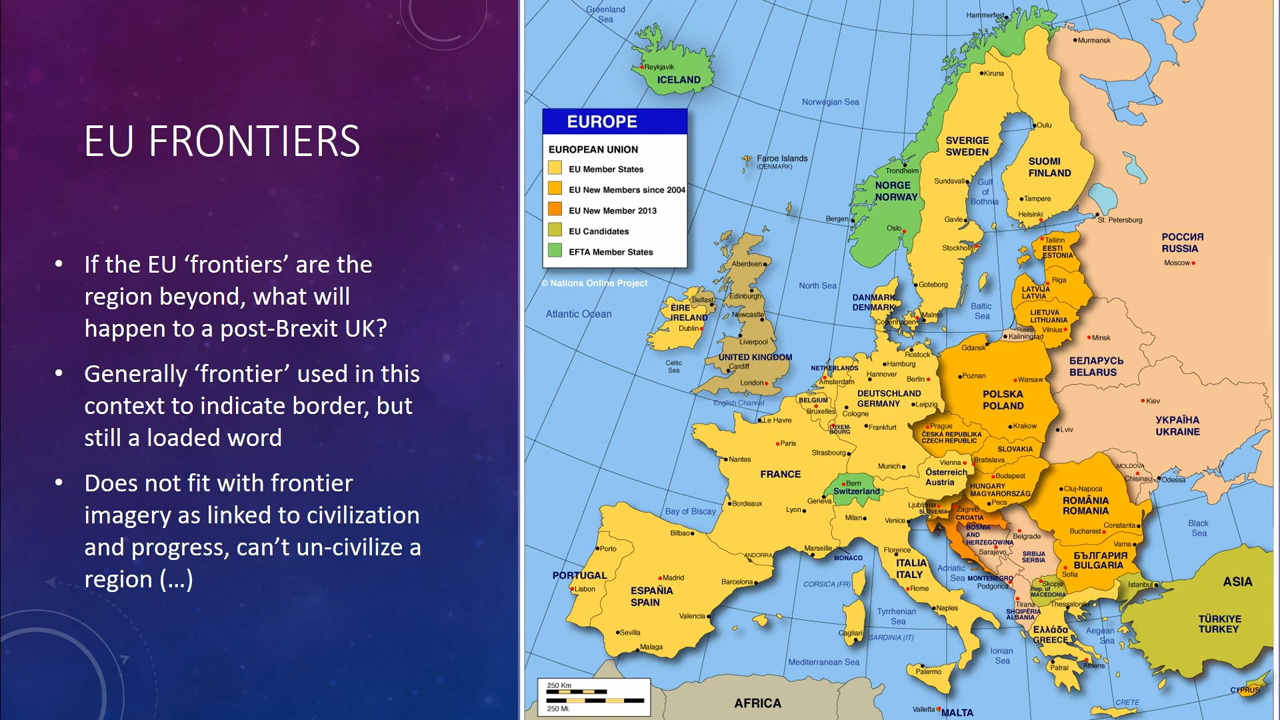 EU FRONTIERS
• If the EU ‘frontiers’ are the
region beyond, what will
happen to a post-Brexit UK?
• Generally ‘frontier’ used in this
context to indicate border, but
still a loaded word
• Does not fit with frontier
imagery as linked to civilization
and progress, can’t un-civilize a
region (…)
Greenland
Sea
Hammerfest
Murmansk
Reykjavik
ICELAND
Kiruna
Norwegian Sea
EUROPE
EUROPEAN UNION
EU Member States
EU New Members since 2004
EU New Member 2013
EU Candidates
EFTA Member States
© Nations Online Project
Oulu
SVERIGE
SWEDEN
Faroe Islands
(DENMARK)
Trondheim
SUOMI
FINLAND
Sundsvall
Gulf
of
Bothnia
NORGE
NORWAY
Tampere
Bergen
Gavle
Helsinki
St. Petersburg
Oslo
Stockholm
Tallinn
EESTI
ESTONIA
РОССИЯ
RUSSIA
Moscow
Aberdeen
Riga
LATVIJA
LATVIA
North Sea
Goteborg
DANMARK
DENMARK
Baltic
Sea
Atlantic Ocean
Edinburgh
Belfast
ÉIRE
IRELAND
Dublin
Newcastle
Copenhagen
Malmo
LIETUVA
LITHUANIA
Vilnius
Russia
Kaliningrad
Minsk
Liverpool
Gdansk
Rostock
UNITED KINGDOM
Celtic
Sea
Cardiff
London
NETHERLANDS
Amsterdam
Hamburg
Hannover
Berlin
Poznan
Warsaw
БЕЛАРУСЬ
BELARUS
English Channel
BELGIUM
Bruxelles
DEUTSCHLAND
GERMANY
Leipzig
Cologne
POLSKA
POLAND
Kiev
Le Havre
LUXEM-
BOURG
Frankfurt
Prague
ČESKÁ REPUBLIKA
CZECH REPUBLIC
Krakow
Lviv
УКРАЇНА
UKRAINE
Paris
Strasbourg
SLOVAKIA
Nantes
Munich
Vienna
Bratislava
Österreich
Austria
MOLDOVA
Chisinau
Odessa
FRANCE
Bern
Switzerland
Budapest
HUNGARY
MAGYARORSZÁG
Pecs
Cluj-Napoca
ROMÂNIA
ROMANIA
Geneva
Bordeaux
Lyon
Milan
Venice
Ljubljana
SLOVENIA
Zagreb
CROATIA
Bay of Biscay
Bilbao
BOSNIA
AND
HERZEGOVINA
Sarajevo
Belgrade
SRBIJA
SERBIA
Bucharest
Constanta
Black
Sea
Porto
ANDORRA
Marseille
MONACO
Florence
Varna
БЪЛГАРИЯ
BULGARIA
Sofia
PORTUGAL
Lisbon
Madrid
ESPAÑA
SPAIN
Barcelona
CORSICA (FR)
ITALIA
ITALY
Rome
Adriatic
Sea
MONTENEGRO
Podgorica
Skopje
Rep. of
MACEDONIA
Istanbul
ASIA
Valencia
Tyrrhenian
Sea
Naples
Tirana
SHQIPËRIA
ALBANIA
Thessaloniki
TÜRKIYE
TURKEY
Sevilla
Malaga
Cagliari
SARDINIA (IT)
Ελλάδα
GREECE
Aegean
Sea
Mediterranean Sea
Ionian
Sea
Palermo
Patrai
Athens
250 Km
250 Mi.
AFRICA
Valletta
MALTA
CRETE
CYPRUS